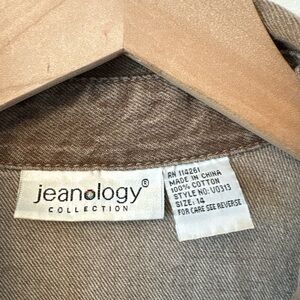 jeanology®
COLLECTION
RN 114261
MADE IN CHINA
100% COTTON
STYLE NO: U0313
SIZE: 14
FOR CARE SEE REVERSE